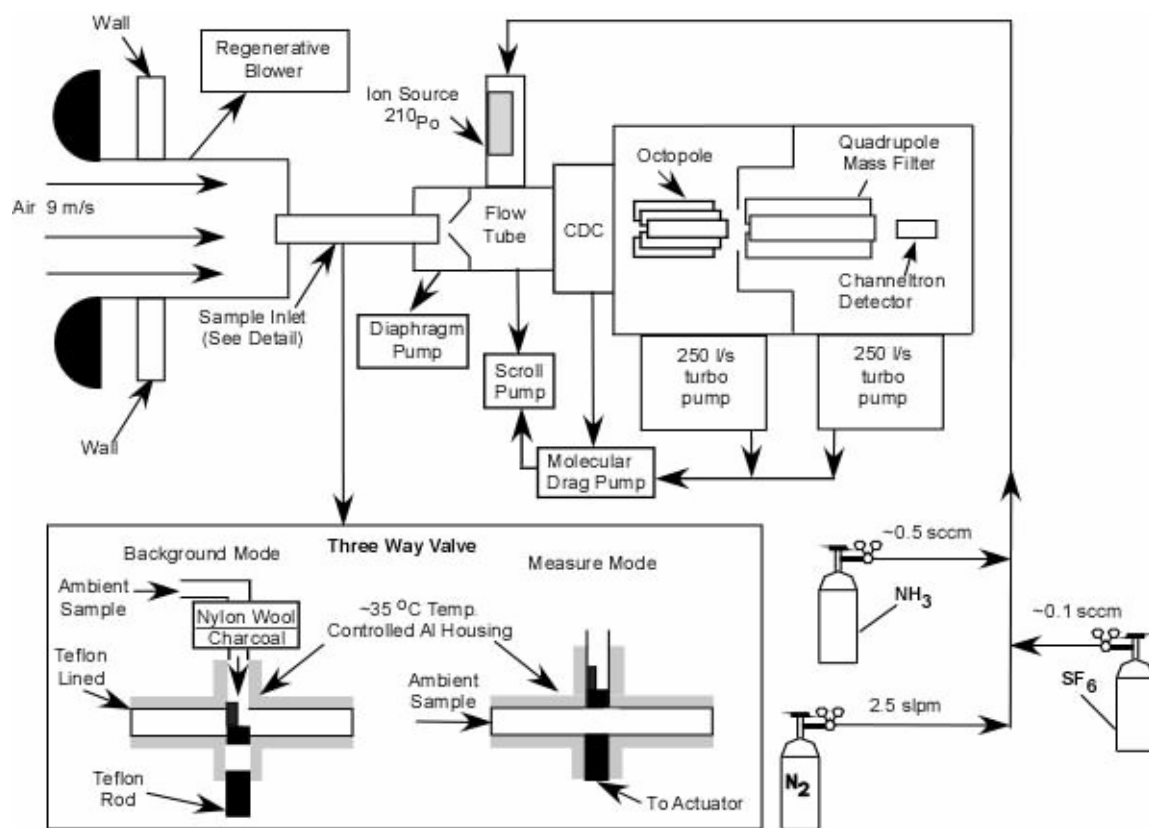 Wall
Regenerative
Blower
Ion Source
210Po
Octopole
Quadrupole
Mass Filter
Air 9 m/s
Flow
Tube
CDC
Channeltron
Detector
Sample Inlet
(See Detail)
Diaphragm
Pump
Scroll
Pump
250 l/s
turbo
pump
250 l/s
turbo
pump
Wall
Molecular
Drag Pump
Background Mode
Three Way Valve
Measure Mode
Ambient
Sample
Nylon Wool
Charcoal
~35 °C Temp.
Controlled Al Housing
Teflon
Lined
Ambient
Sample
Teflon
Rod
To Actuator
~0.5 sccm
NH3
~0.1 sccm
SF6
2.5 slpm
N2